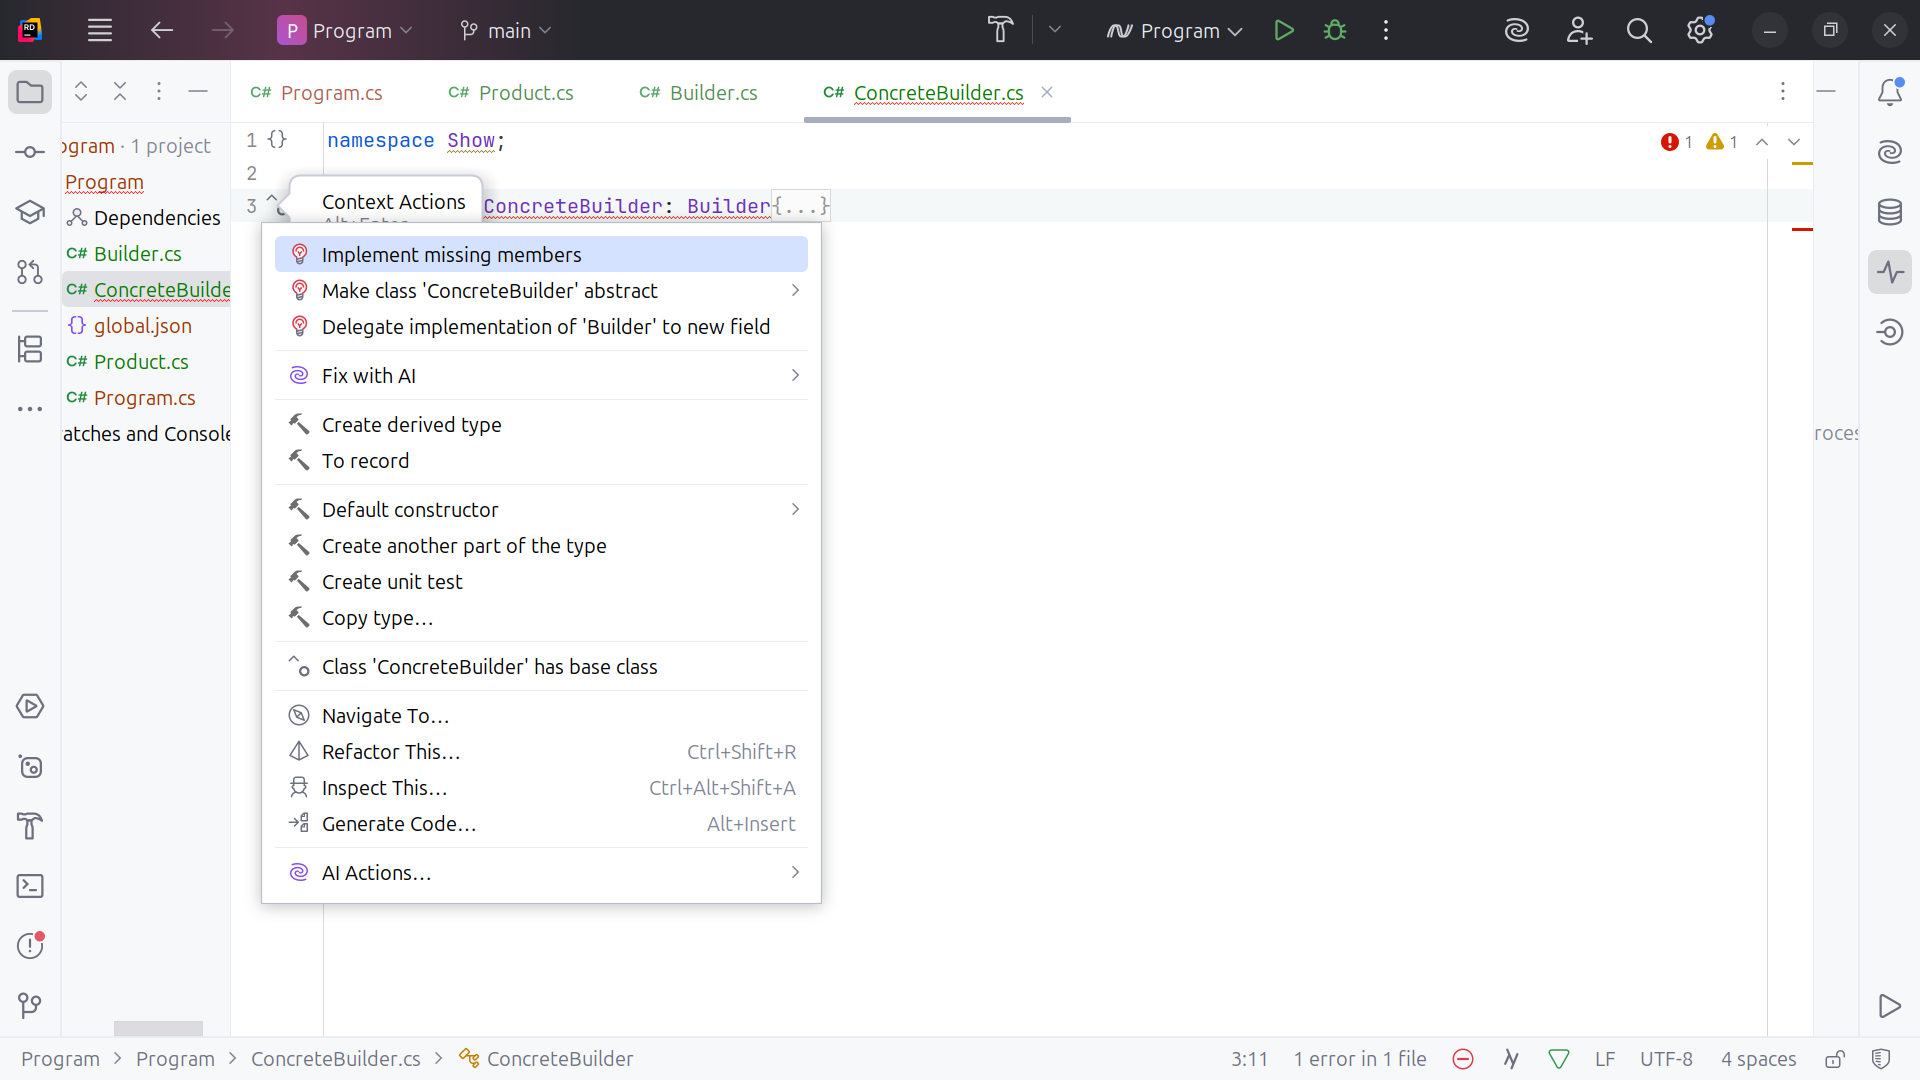 P Program
main
Program
C# Program.cs
C# Product.cs
C# Builder.cs
C# ConcreteBuilder.cs
ogram · 1 project
Program
Dependencies
C# Builder.cs
C# ConcreteBuilde
{} global.json
C# Product.cs
C# Program.cs
atches and Console
1 {} namespace Show;
1
1
2
3
Context Actions
ConcreteBuilder: Builder{...}
Implement missing members
Make class 'ConcreteBuilder' abstract
Delegate implementation of 'Builder' to new field
Fix with AI
Create derived type
To record
Default constructor
Create another part of the type
Create unit test
Copy type...
Class 'ConcreteBuilder' has base class
Navigate To...
Refactor This... Ctrl+Shift+R
Inspect This... Ctrl+Alt+Shift+A
Generate Code... Alt+Insert
AI Actions...
roces
Program > Program > ConcreteBuilder.cs > ConcreteBuilder
3:11
1 error in 1 file
LF
UTF-8
4 spaces